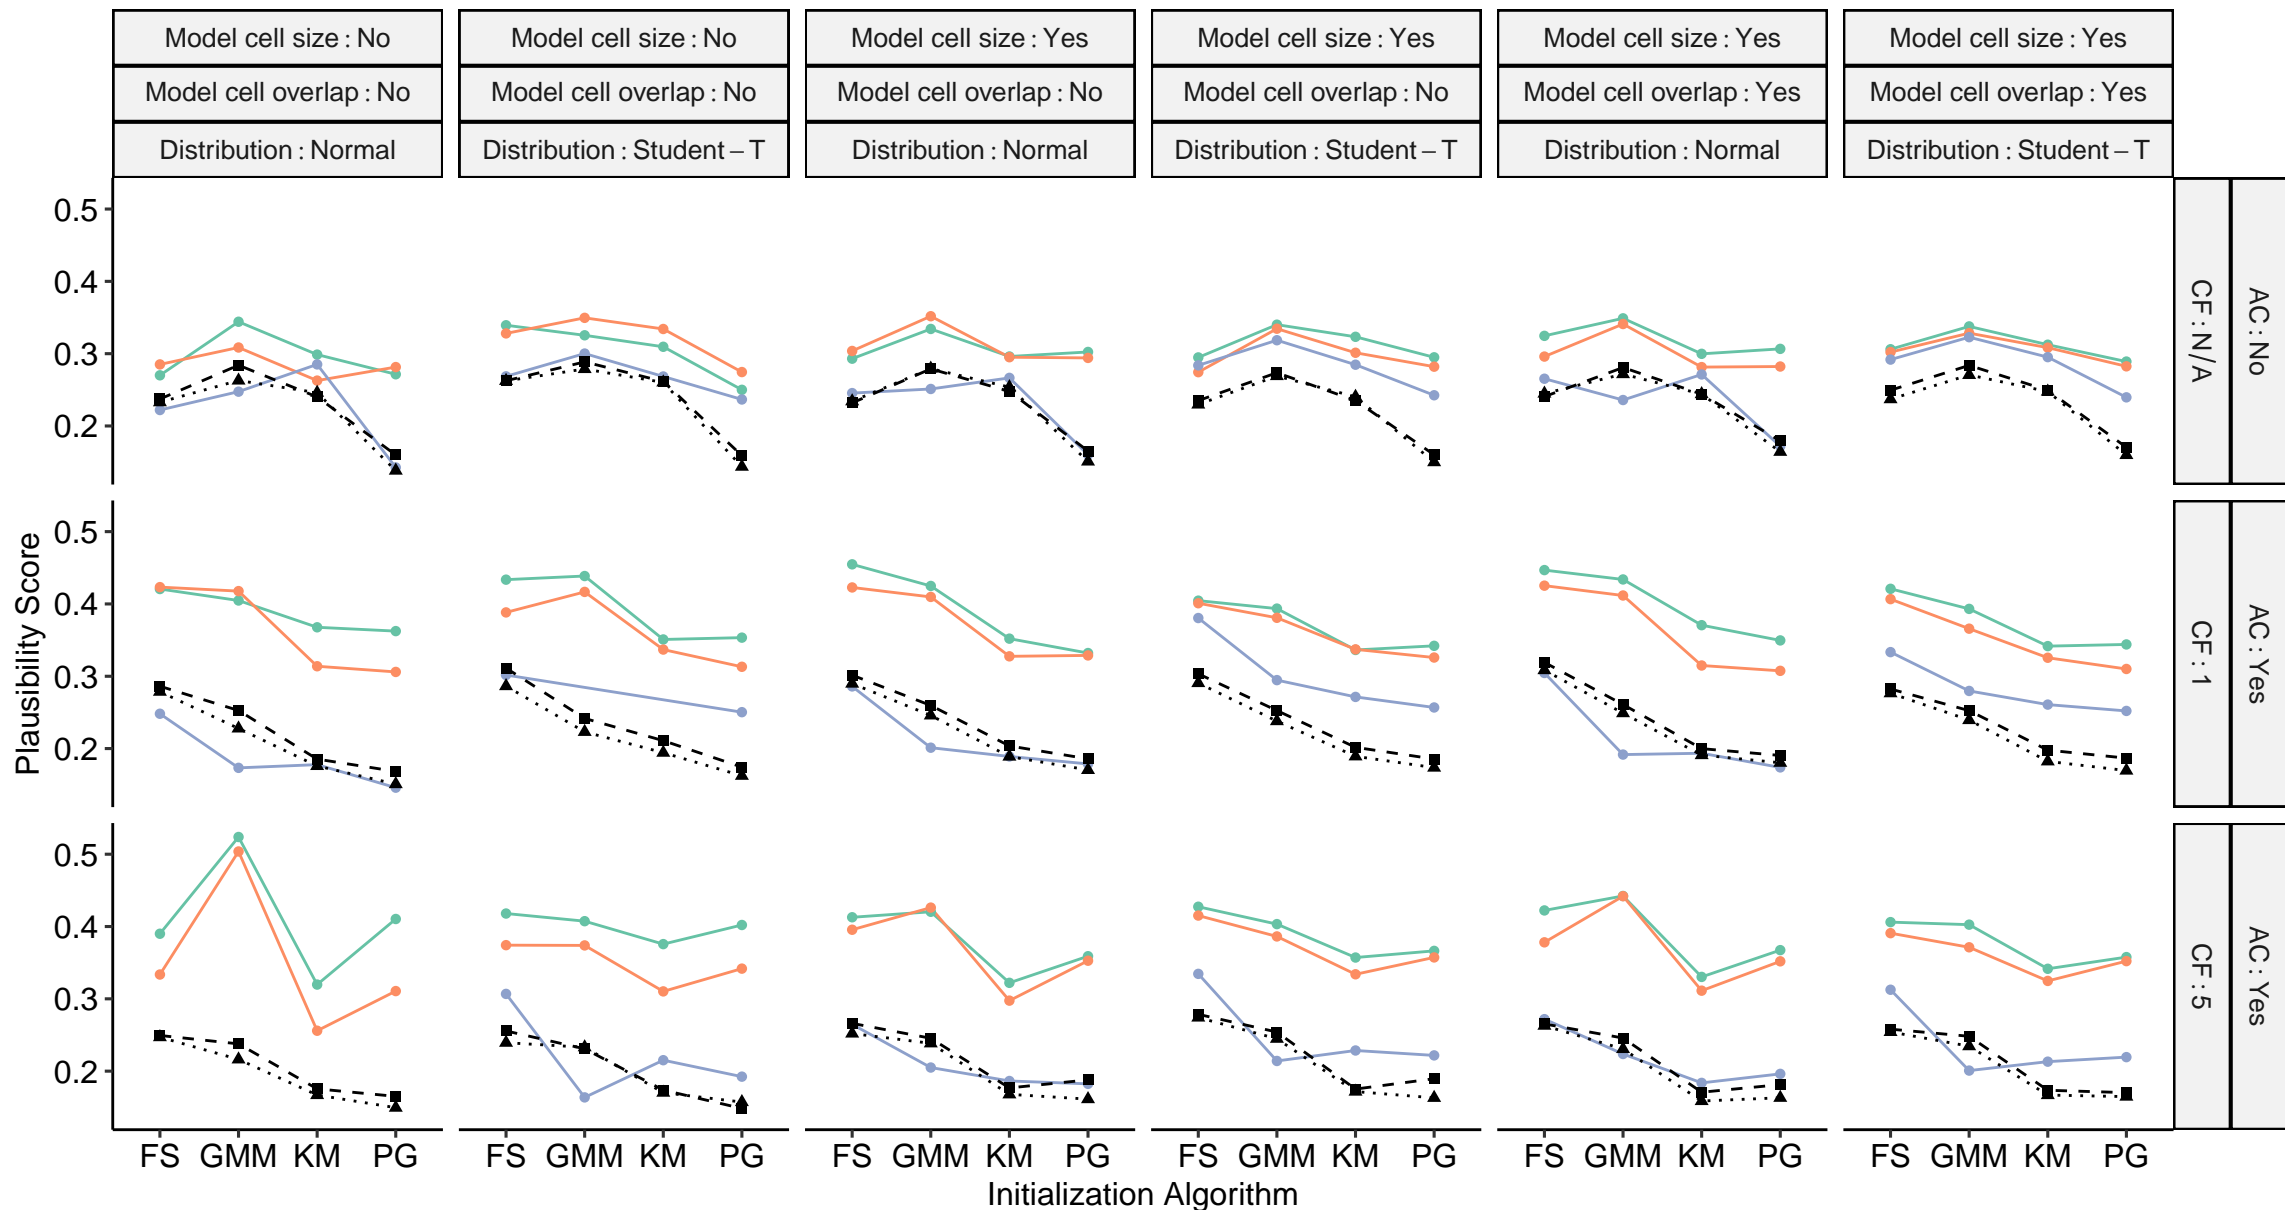 Model cell size : No
Model cell size : No
Model cell size : Yes
Model cell size : Yes
Model cell size : Yes
Model cell size : Yes
Model cell overlap : No
Model cell overlap : No
Model cell overlap : No
Model cell overlap : No
Model cell overlap : Yes
Model cell overlap : Yes
Distribution : Normal
Distribution : Student – T
Distribution : Normal
Distribution : Student – T
Distribution : Normal
Distribution : Student – T
0.5
0.4
0.3
0.2
CF : N/A
AC : No
0.5
0.4
0.3
0.2
CF : 1
AC : Yes
0.5
0.4
0.3
0.2
CF : 5
AC : Yes
Plausibility Score
FS GMM KM PG
FS GMM KM PG
FS GMM KM PG
FS GMM KM PG
FS GMM KM PG
FS GMM KM PG
Initialization Algorithm